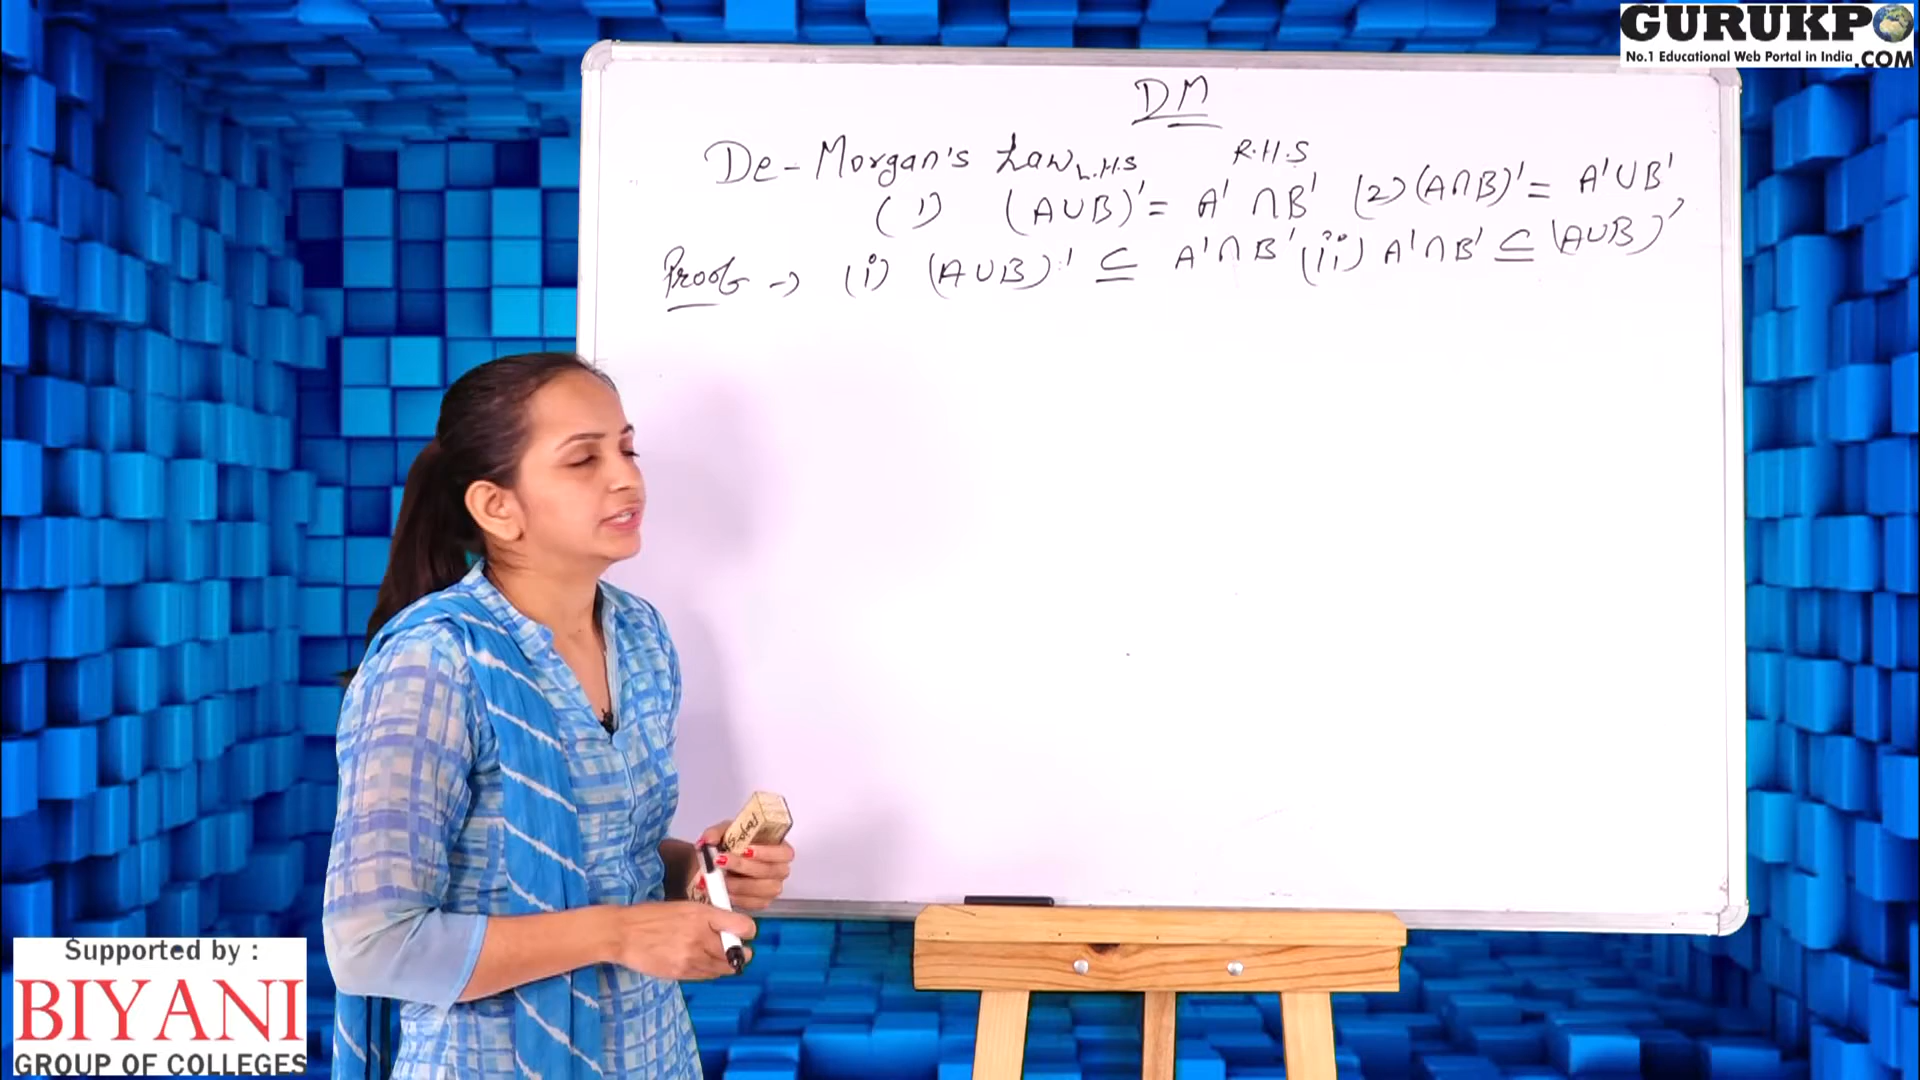 GURUKPO
No.1 Educational Web Portal in India .COM
DM
De-Morgan's Law L.H.S R.H.S
(1) (A∪B)' = A' ∩ B' (2) (A∩B)' = A'∪B'
Proof → (i) (A∪B)' ⊆ A'∩B' (ii) A'∩B' ⊆ (A∪B)'
Supported by :
BIYANI
GROUP OF COLLEGES